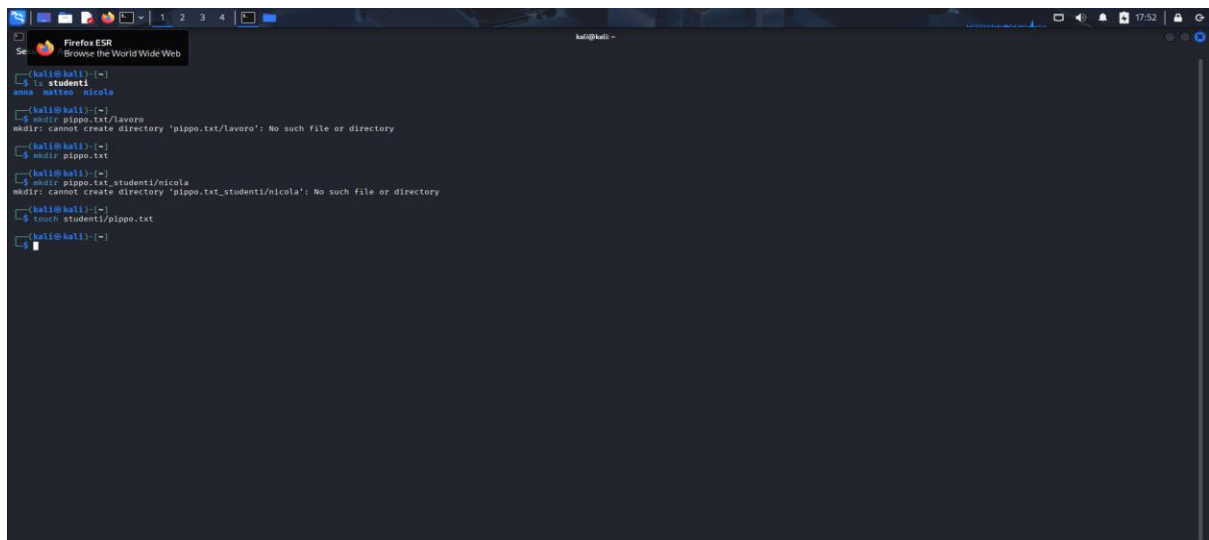 1 2 3 4
17:52
kali@kali: ~
Firefox ESR
Se
Browse the World Wide Web
(kali㉿kali)-[~]
$ ls studenti
anna matteo nicola
(kali㉿kali)-[~]
$ mkdir pippo.txt/lavoro
mkdir: cannot create directory ‘pippo.txt/lavoro’: No such file or directory
(kali㉿kali)-[~]
$ mkdir pippo.txt
(kali㉿kali)-[~]
$ mkdir pippo.txt_studenti/nicola
mkdir: cannot create directory ‘pippo.txt_studenti/nicola’: No such file or directory
(kali㉿kali)-[~]
$ touch studenti/pippo.txt
(kali㉿kali)-[~]
$